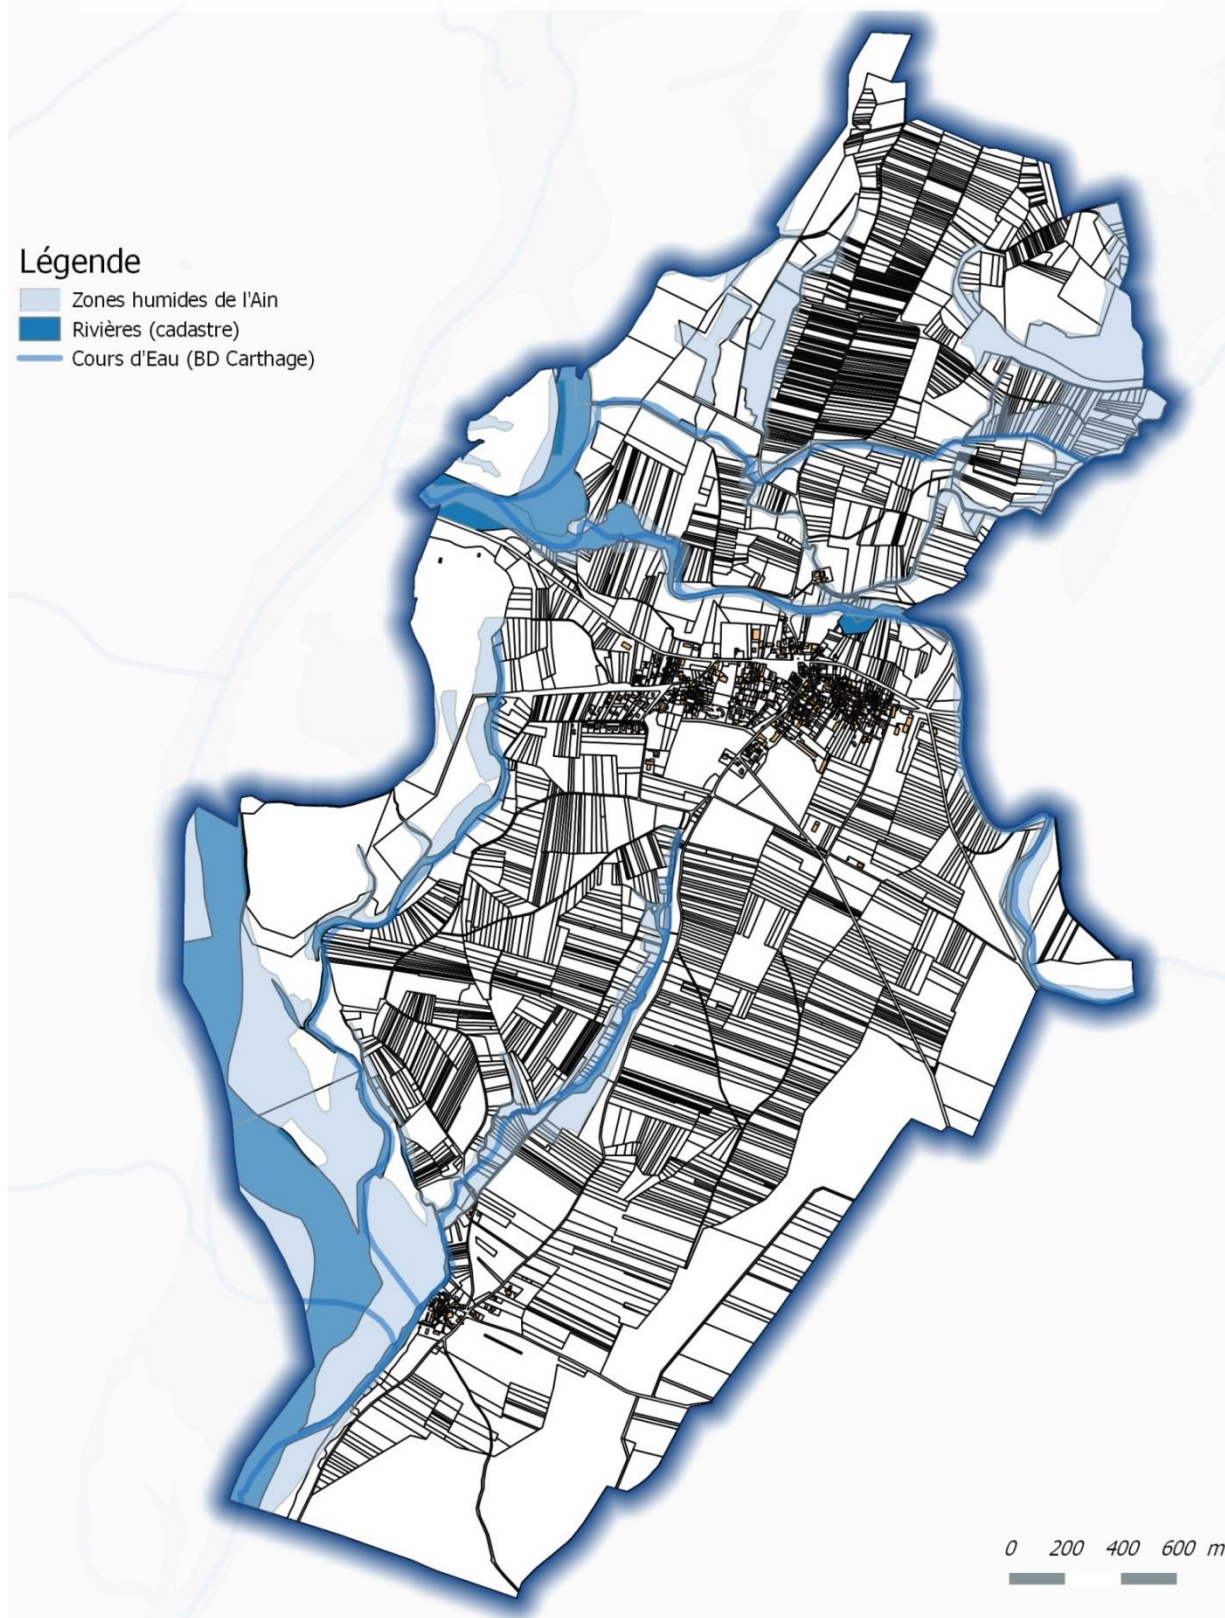 Légende
Zones humides de l'Ain
Rivières (cadastre)
Cours d'Eau (BD Carthage)
0 200 400 600 m